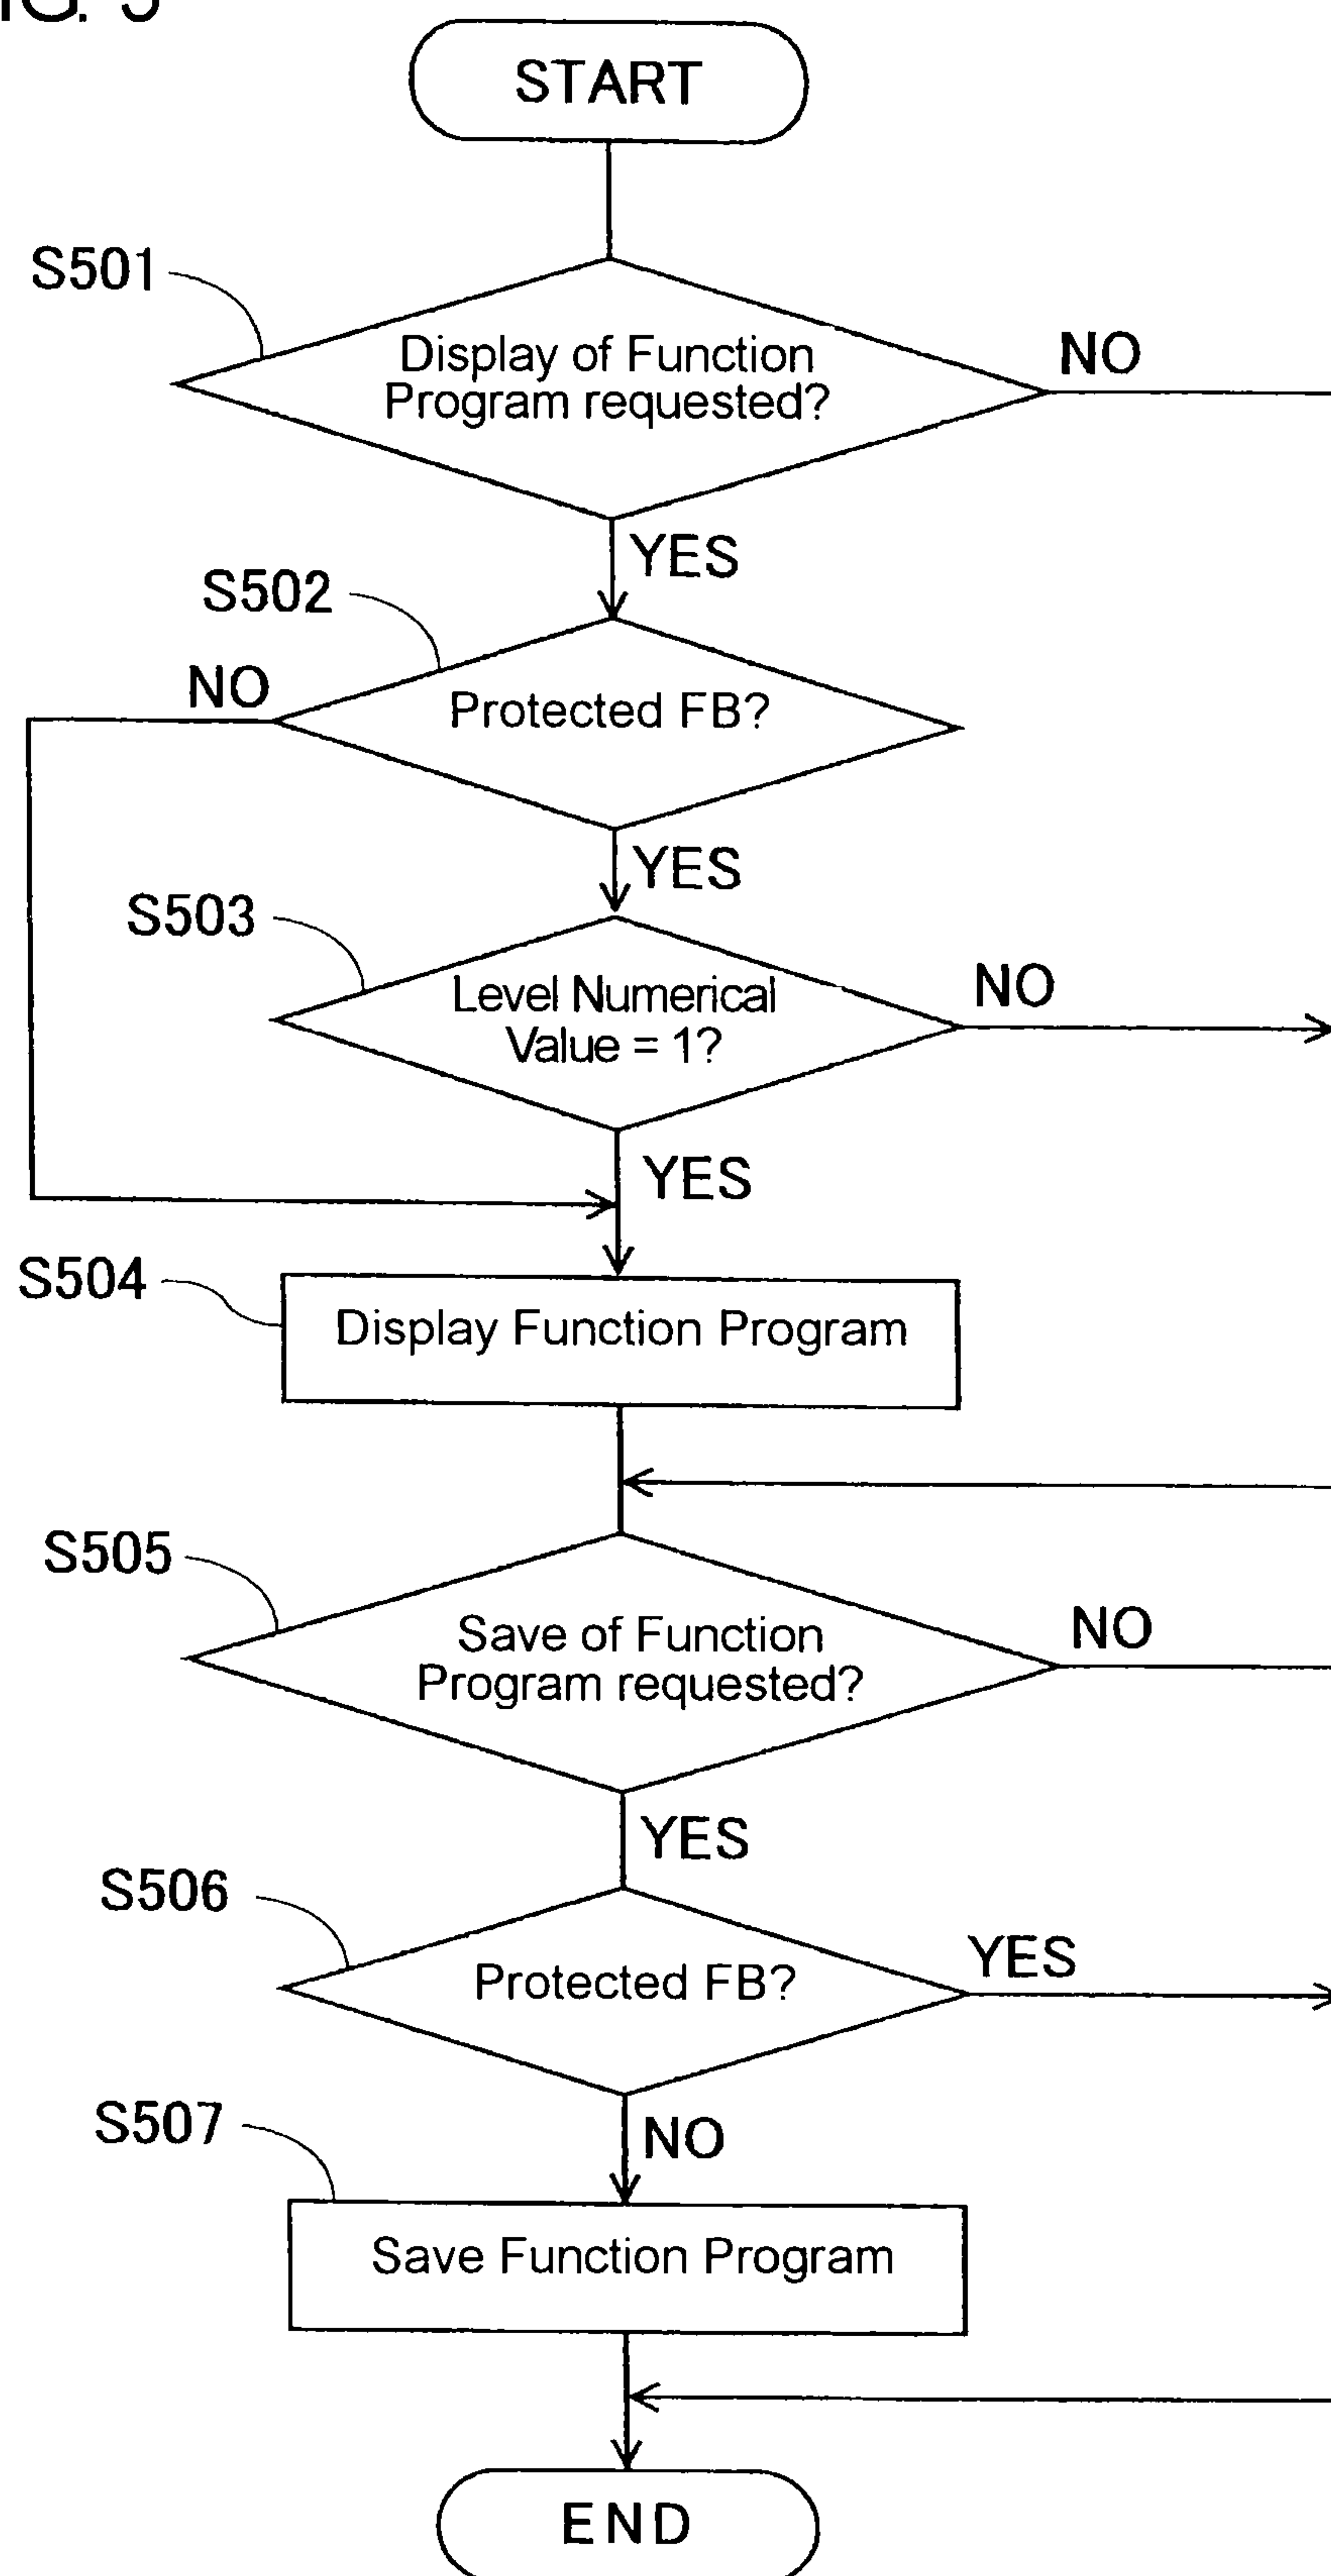 START
S501
Display of Function
Program requested?
NO
YES
S502
NO
Protected FB?
YES
S503
Level Numerical
Value = 1?
NO
YES
S504
Display Function Program
S505
Save of Function
Program requested?
NO
YES
S506
Protected FB?
YES
NO
S507
Save Function Program
END